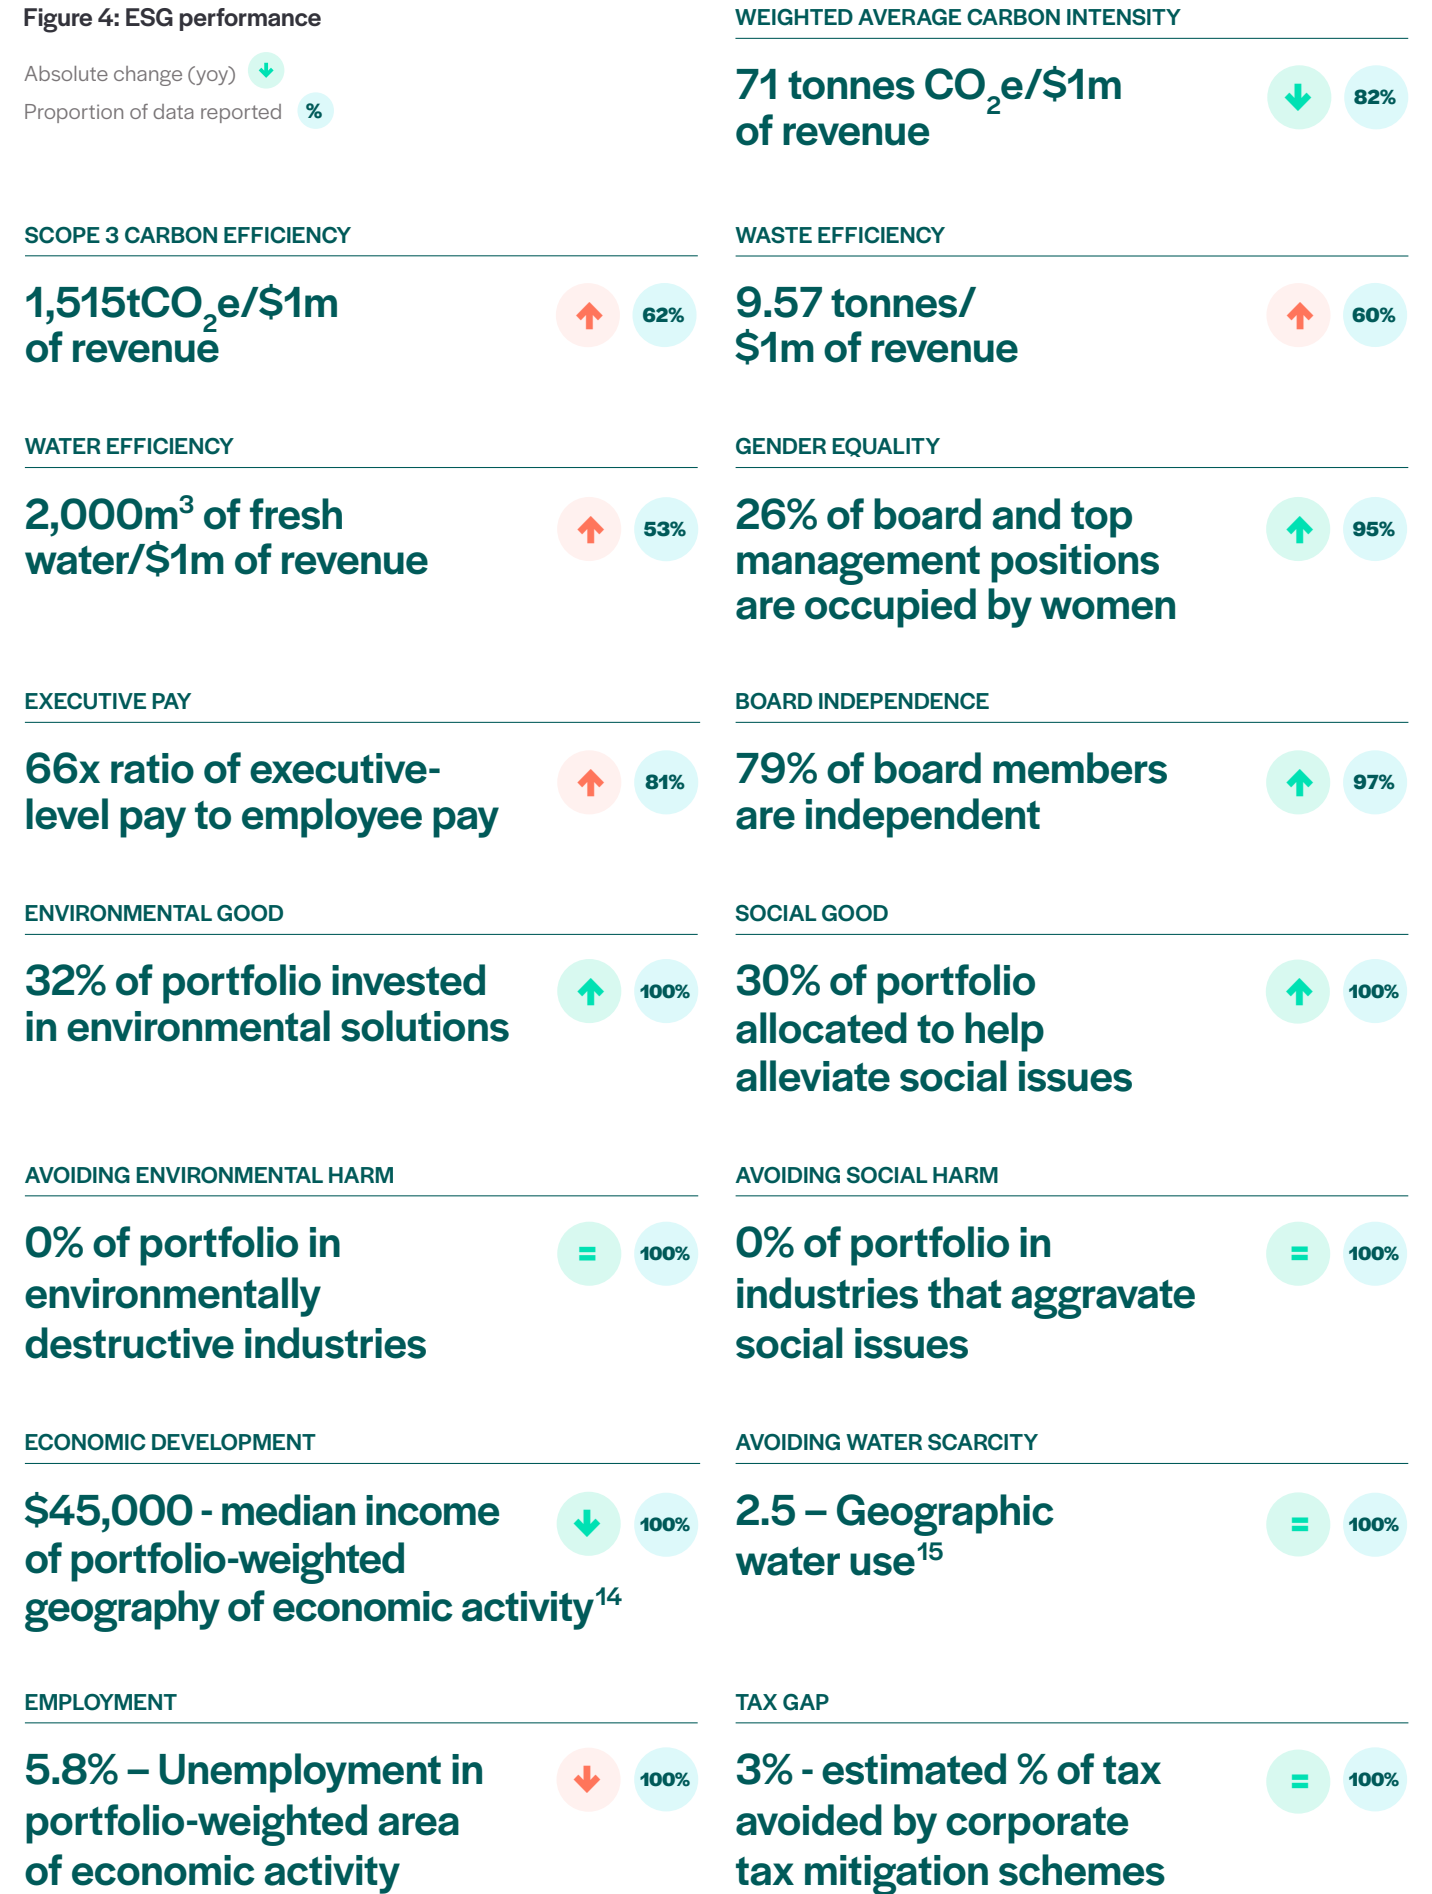 Figure 4: ESG performance
Absolute change (yoy)
Proportion of data reported %
WEIGHTED AVERAGE CARBON INTENSITY
71 tonnes CO₂e/$1m
of revenue
82%
SCOPE 3 CARBON EFFICIENCY
1,515tCO₂e/$1m
of revenue
62%
WASTE EFFICIENCY
9.57 tonnes/
$1m of revenue
60%
WATER EFFICIENCY
2,000m³ of fresh
water/$1m of revenue
53%
GENDER EQUALITY
26% of board and top
management positions
are occupied by women
95%
EXECUTIVE PAY
66x ratio of executive-
level pay to employee pay
81%
BOARD INDEPENDENCE
79% of board members
are independent
97%
ENVIRONMENTAL GOOD
32% of portfolio invested
in environmental solutions
100%
SOCIAL GOOD
30% of portfolio
allocated to help
alleviate social issues
100%
AVOIDING ENVIRONMENTAL HARM
0% of portfolio in
environmentally
destructive industries
=
100%
AVOIDING SOCIAL HARM
0% of portfolio in
industries that aggravate
social issues
=
100%
ECONOMIC DEVELOPMENT
$45,000 - median income
of portfolio-weighted
geography of economic activity¹⁴
100%
AVOIDING WATER SCARCITY
2.5 – Geographic
water use¹⁵
=
100%
EMPLOYMENT
5.8% – Unemployment in
portfolio-weighted area
of economic activity
100%
TAX GAP
3% - estimated % of tax
avoided by corporate
tax mitigation schemes
=
100%